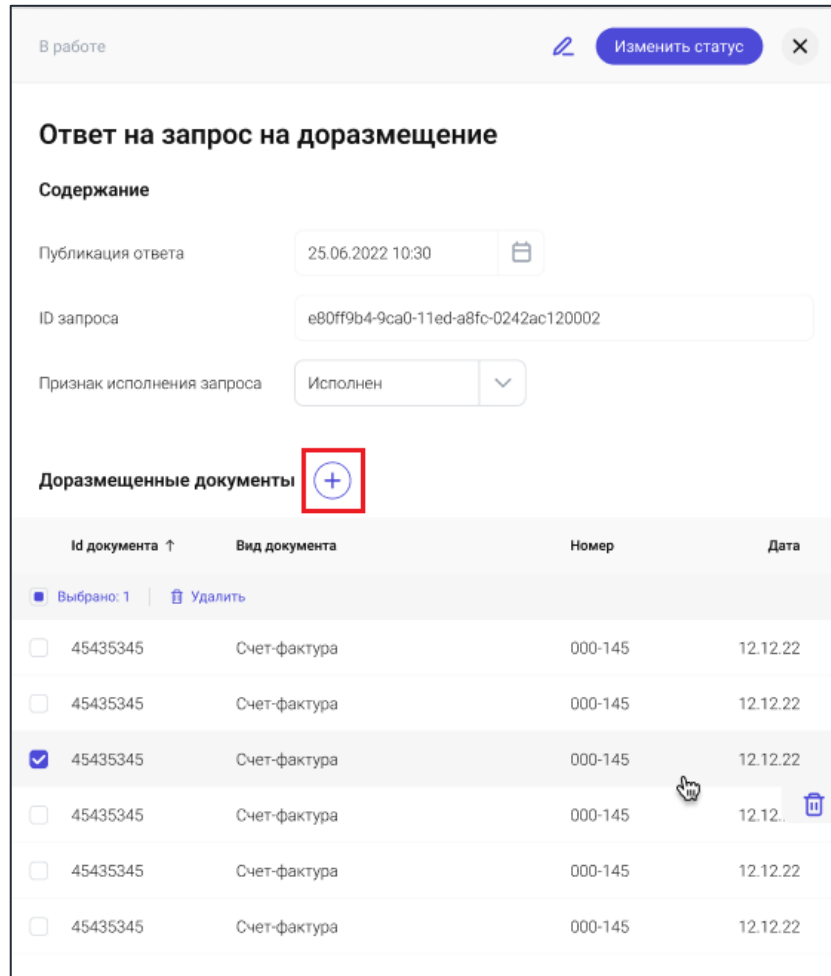 В работе Изменить статус
Ответ на запрос на доразмещение
Содержание
Публикация ответа 25.06.2022 10:30
ID запроса e80ff9b4-9ca0-11ed-a8fc-0242ac120002
Признак исполнения запроса Исполнен
Доразмещенные документы
Id документа ↑ Вид документа Номер Дата
Выбрано: 1 Удалить
45435345 Счет-фактура 000-145 12.12.22
45435345 Счет-фактура 000-145 12.12.22
45435345 Счет-фактура 000-145 12.12.22
45435345 Счет-фактура 000-145 12.12.
45435345 Счет-фактура 000-145 12.12.22
45435345 Счет-фактура 000-145 12.12.22